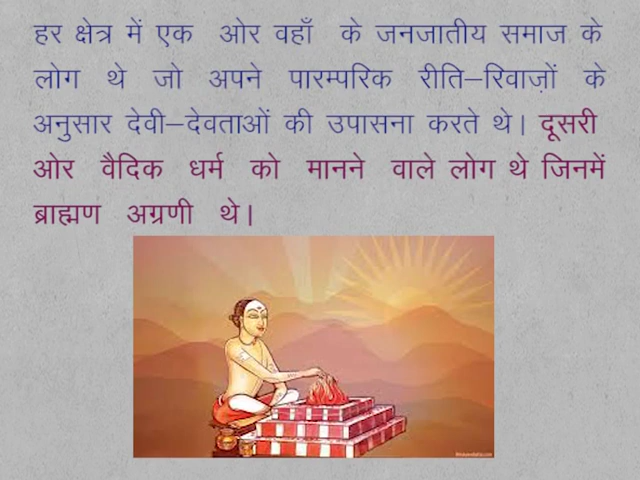 हर क्षेत्र में एक ओर वहाँ के जनजातीय समाज के
लोग थे जो अपने पारम्परिक रीति–रिवाज़ों के
अनुसार देवी–देवताओं की उपासना करते थे। दूसरी
ओर वैदिक धर्म को मानने वाले लोग थे जिनमें
ब्राह्मण अग्रणी थे।